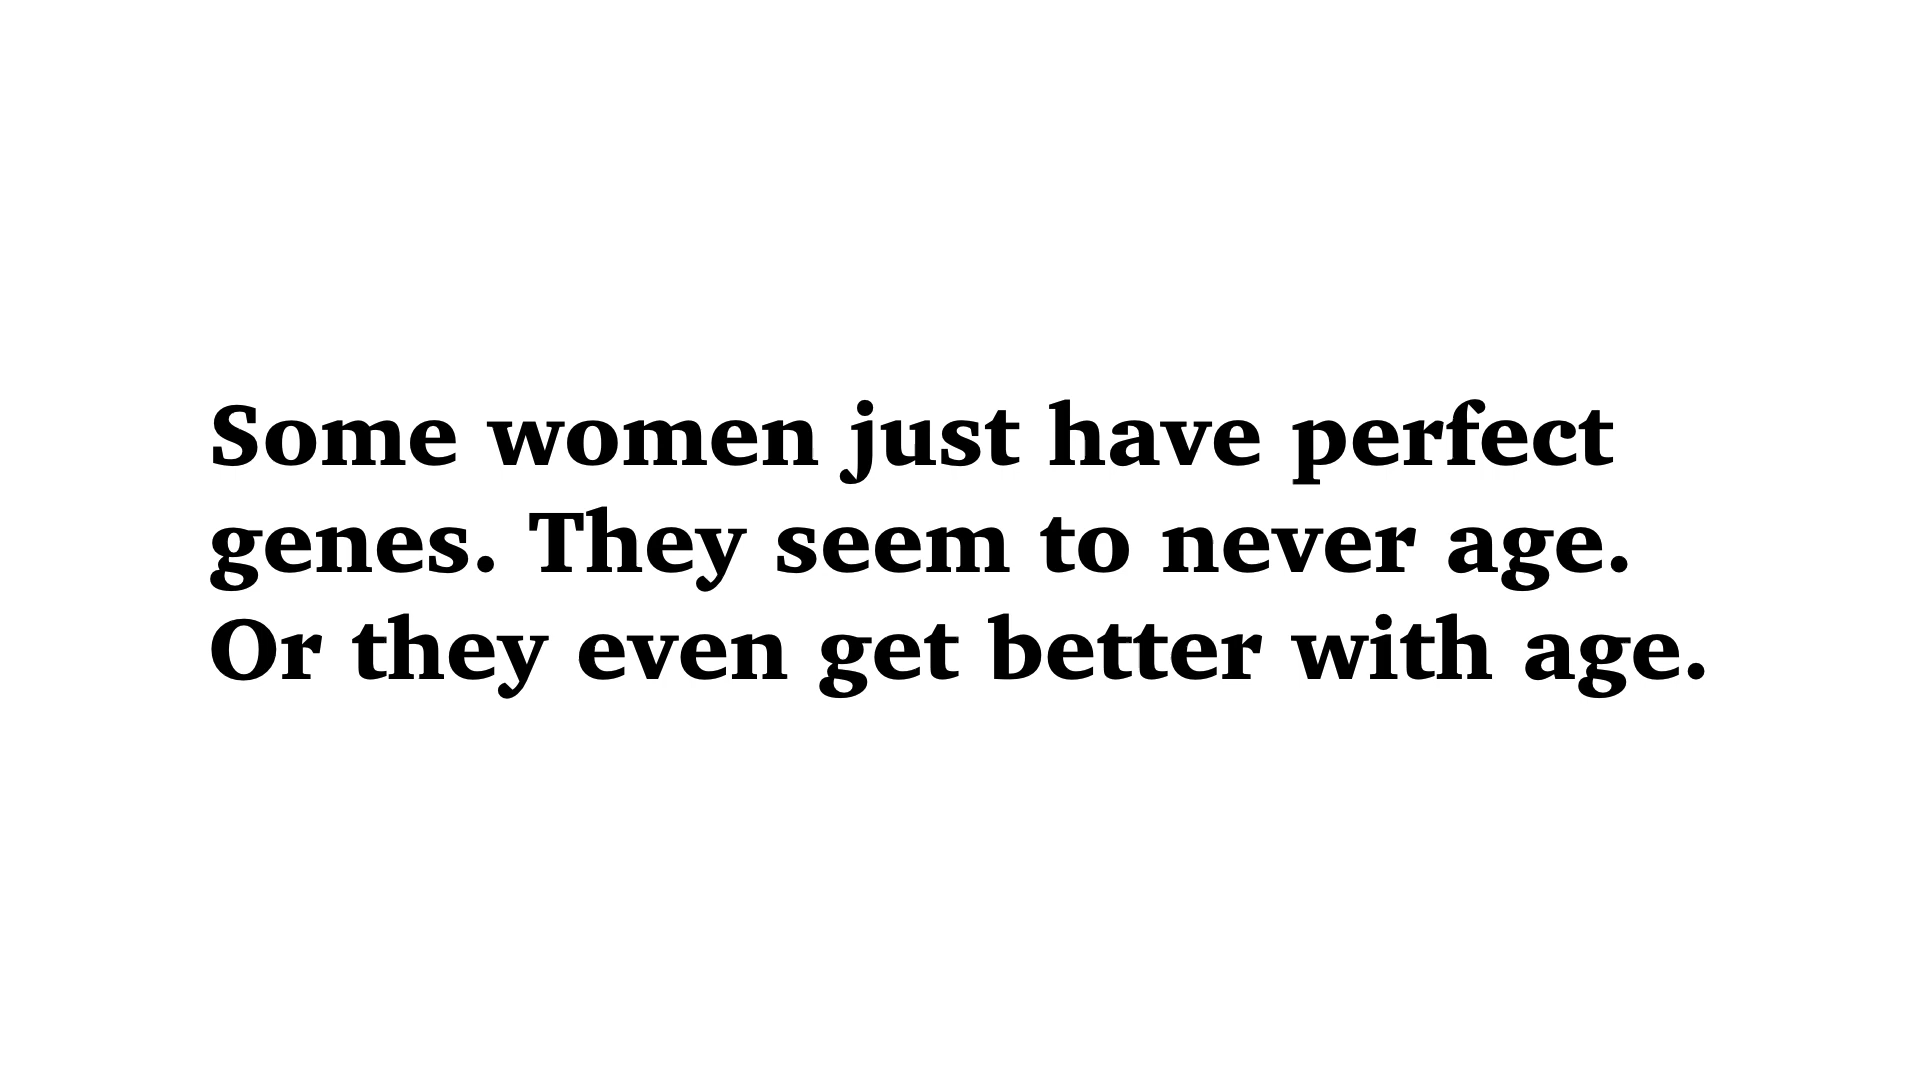 Some women just have perfect
genes. They seem to never age.
Or they even get better with age.